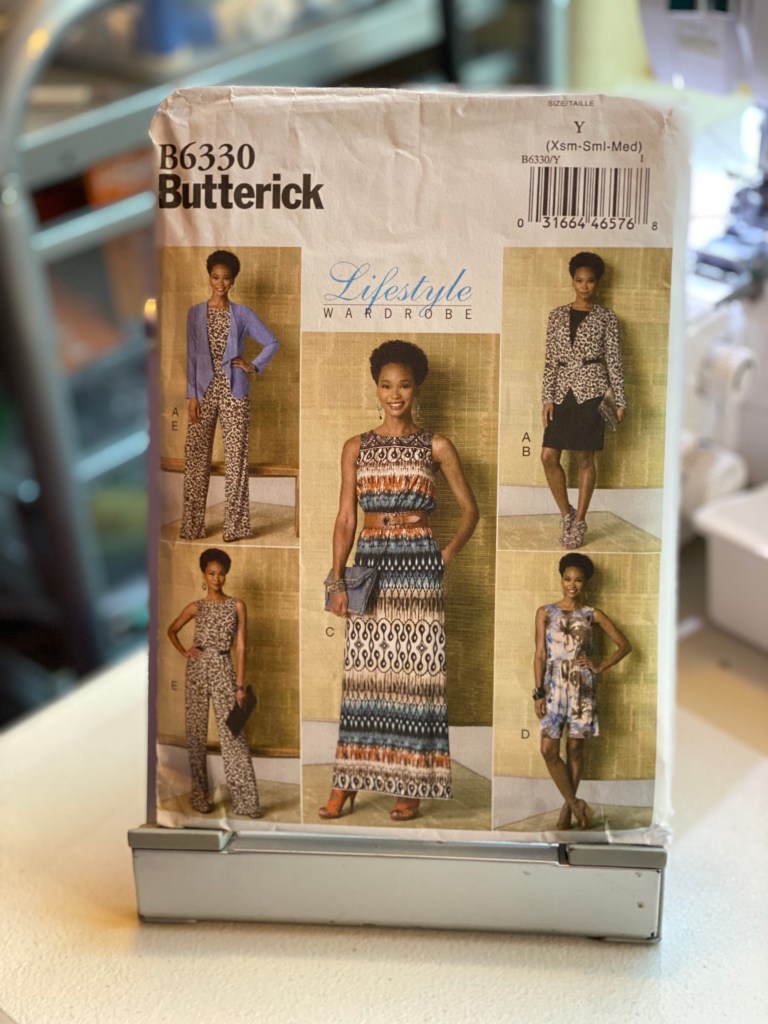 SIZE/TAILLE
Y
(Xsm-Sml-Med)
B6330/Y 1
0 31664 46576 8
B6330
Butterick
Lifestyle
WARDROBE
A
E
A
B
C
E
D